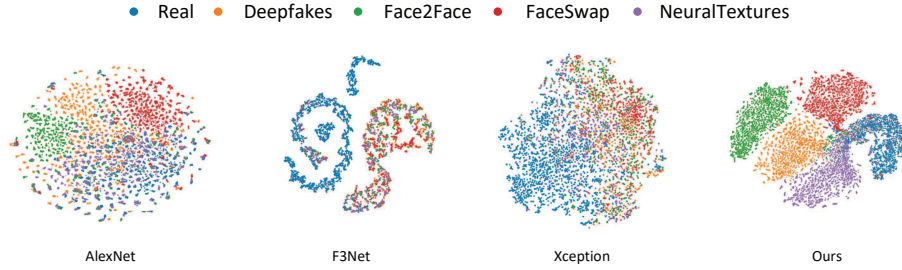 Real Deepfakes Face2Face FaceSwap NeuralTextures
AlexNet F3Net Xception Ours